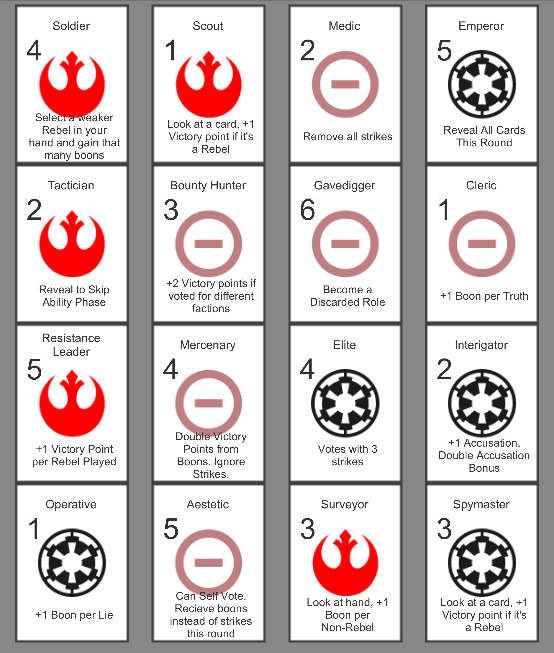 Soldier
4
Select a weaker
Rebel in your
hand and gain that
many boons
Scout
1
Look at a card, +1
Victory point if it's
a Rebel
Medic
2
Remove all strikes
Emperor
5
Reveal All Cards
This Round
Tactician
2
Reveal to Skip
Ability Phase
Bounty Hunter
3
+2 Victory points if
voted for different
factions
Gavedigger
6
Become a
Discarded Role
Cleric
1
+1 Boon per Truth
Resistance
Leader
5
+1 Victory Point
per Rebel Played
Mercenary
4
Double Victory
Points from
Boons. Ignore
Strikes.
Elite
4
Votes with 3
strikes
Interigator
2
+1 Accusation,
Double Accusation
Bonus
Operative
1
+1 Boon per Lie
Aestetic
5
Can Self Vote.
Recieve boons
instead of strikes
this round
Surveyor
3
Look at hand, +1
Boon per
Non-Rebel
Spymaster
3
Look at a card, +1
Victory point if it's
a Rebel